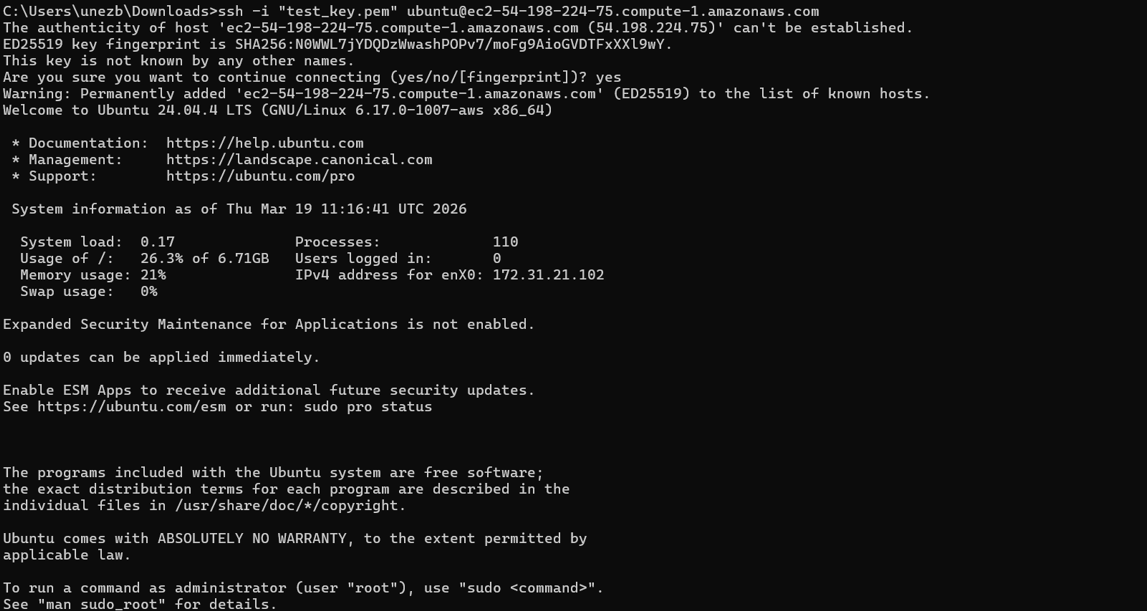 C:\Users\unezb\Downloads>ssh -i "test_key.pem" ubuntu@ec2-54-198-224-75.compute-1.amazonaws.com
The authenticity of host 'ec2-54-198-224-75.compute-1.amazonaws.com (54.198.224.75)' can't be established.
ED25519 key fingerprint is SHA256:N0WWL7jYDQDzWwashPOPv7/moFg9AioGVDTFxXXl9wY.
This key is not known by any other names.
Are you sure you want to continue connecting (yes/no/[fingerprint])? yes
Warning: Permanently added 'ec2-54-198-224-75.compute-1.amazonaws.com' (ED25519) to the list of known hosts.
Welcome to Ubuntu 24.04.4 LTS (GNU/Linux 6.17.0-1007-aws x86_64)

 * Documentation:  https://help.ubuntu.com
 * Management:     https://landscape.canonical.com
 * Support:        https://ubuntu.com/pro

 System information as of Thu Mar 19 11:16:41 UTC 2026

  System load:  0.17              Processes:             110
  Usage of /:   26.3% of 6.71GB   Users logged in:       0
  Memory usage: 21%               IPv4 address for enX0: 172.31.21.102
  Swap usage:   0%

Expanded Security Maintenance for Applications is not enabled.

0 updates can be applied immediately.

Enable ESM Apps to receive additional future security updates.
See https://ubuntu.com/esm or run: sudo pro status

The programs included with the Ubuntu system are free software;
the exact distribution terms for each program are described in the
individual files in /usr/share/doc/*/copyright.

Ubuntu comes with ABSOLUTELY NO WARRANTY, to the extent permitted by
applicable law.

To run a command as administrator (user "root"), use "sudo <command>".
See "man sudo_root" for details.